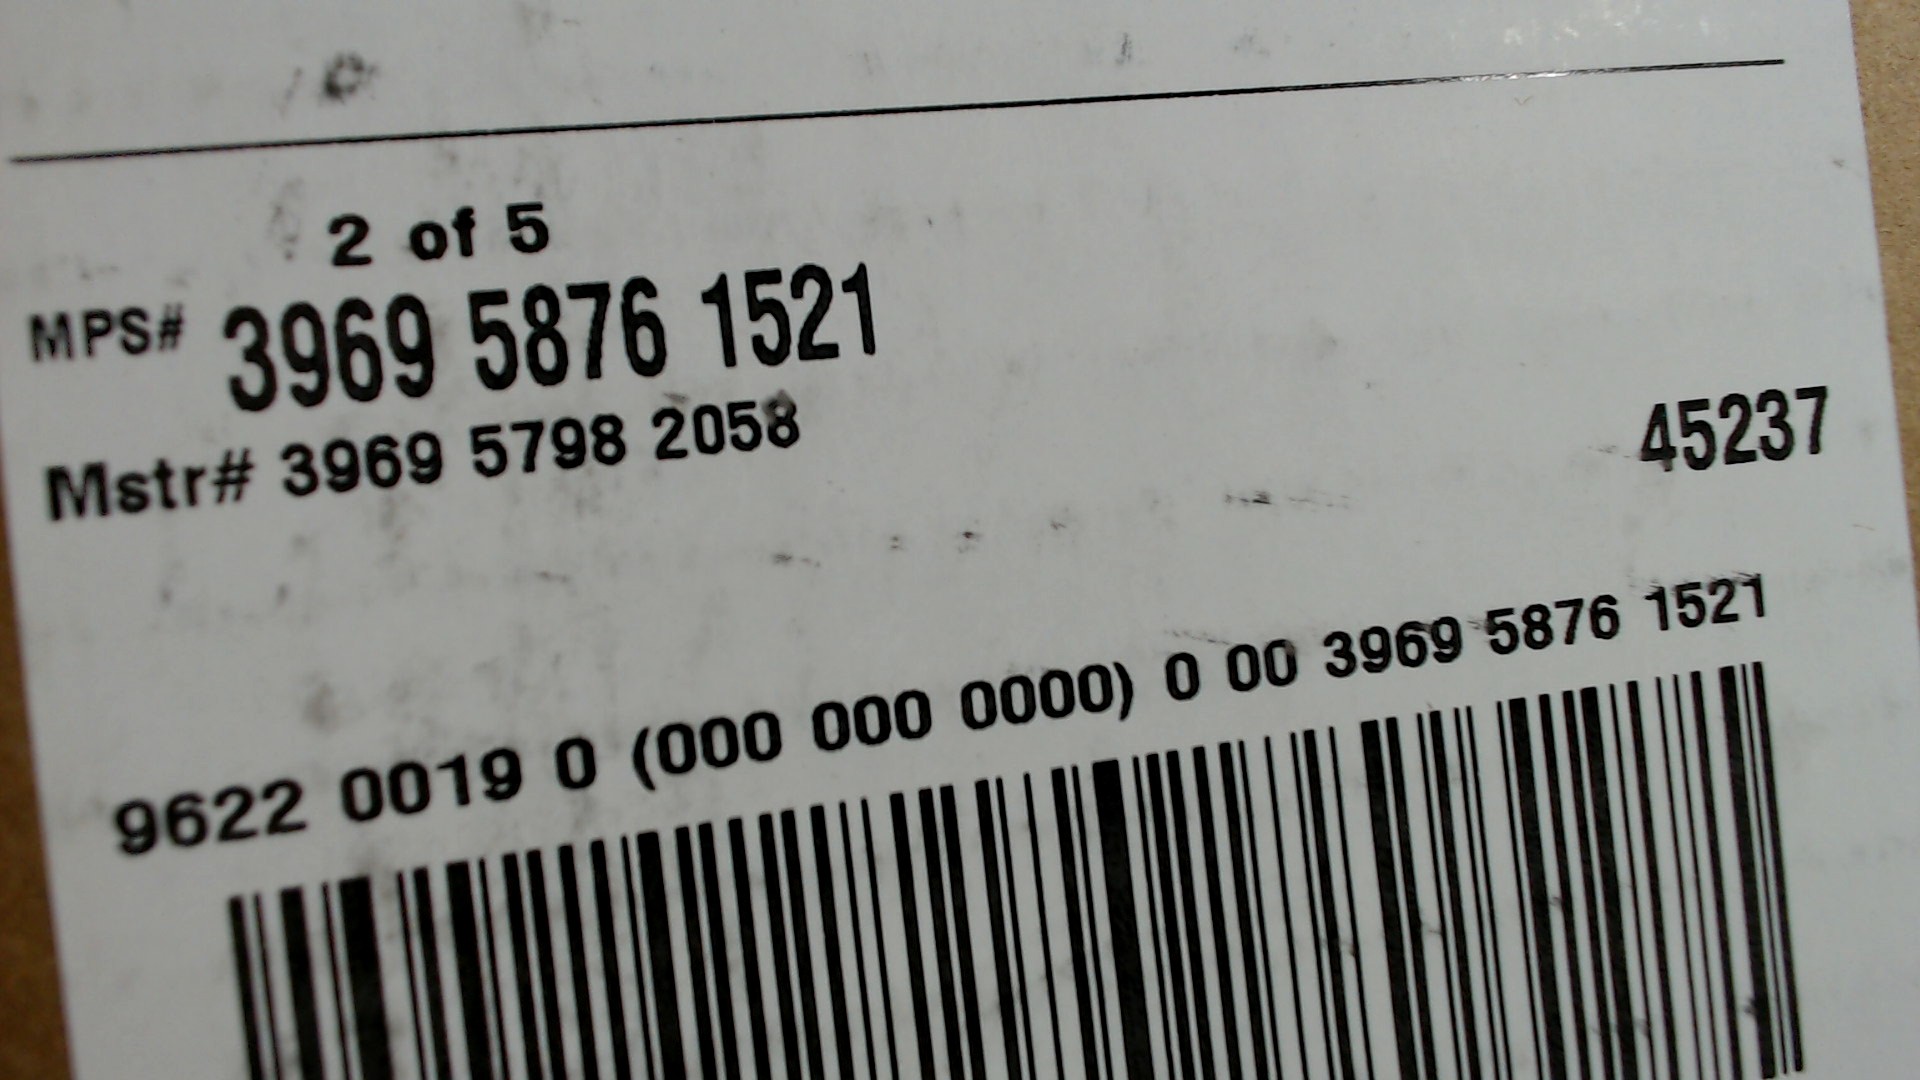 2 of 5
MPS# 3969 5876 1521
Mstr# 3969 5798 2058
45237
9622 0019 0 (000 000 0000) 0 00 3969 5876 1521